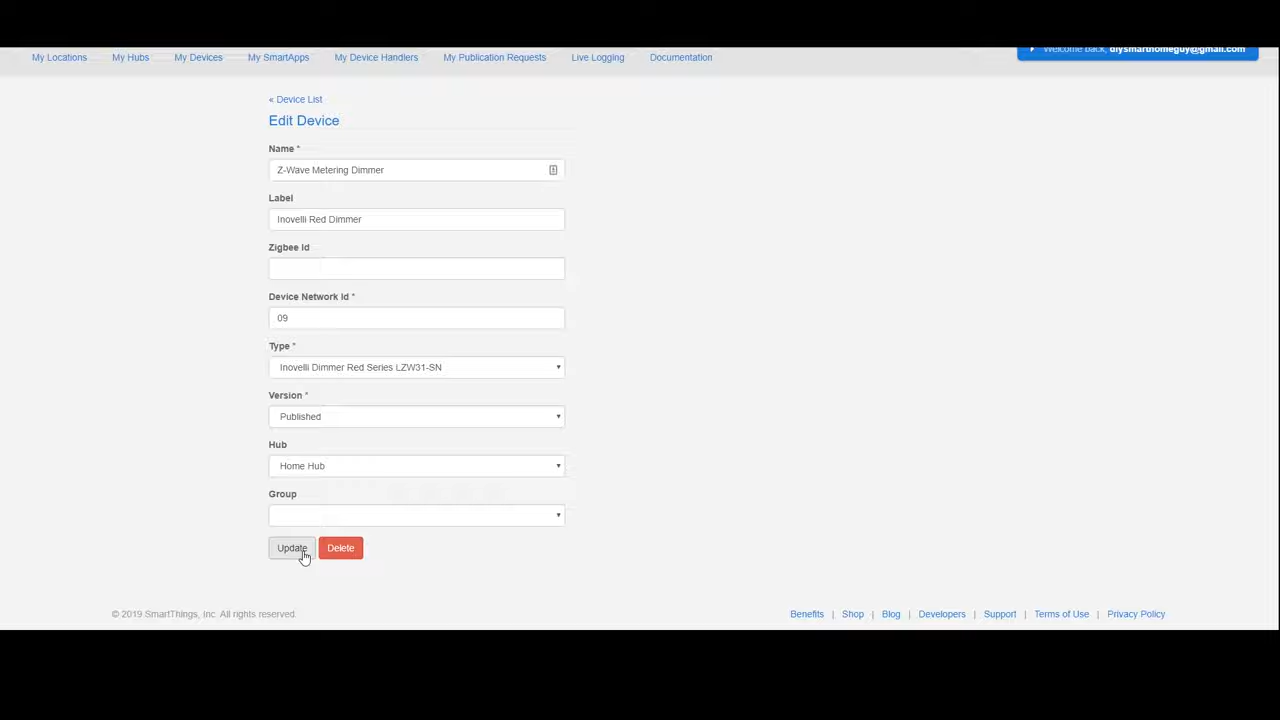 My Locations My Hubs My Devices My SmartApps My Device Handlers My Publication Requests Live Logging Documentation
Welcome back, diysmarthomeguy@gmail.com
« Device List
Edit Device
Name *
Z-Wave Metering Dimmer
Label
Inovelli Red Dimmer
Zigbee Id
Device Network Id *
09
Type *
Inovelli Dimmer Red Series LZW31-SN
Version *
Published
Hub
Home Hub
Group
Update Delete
© 2019 SmartThings, Inc. All rights reserved.
Benefits | Shop | Blog | Developers | Support | Terms of Use | Privacy Policy